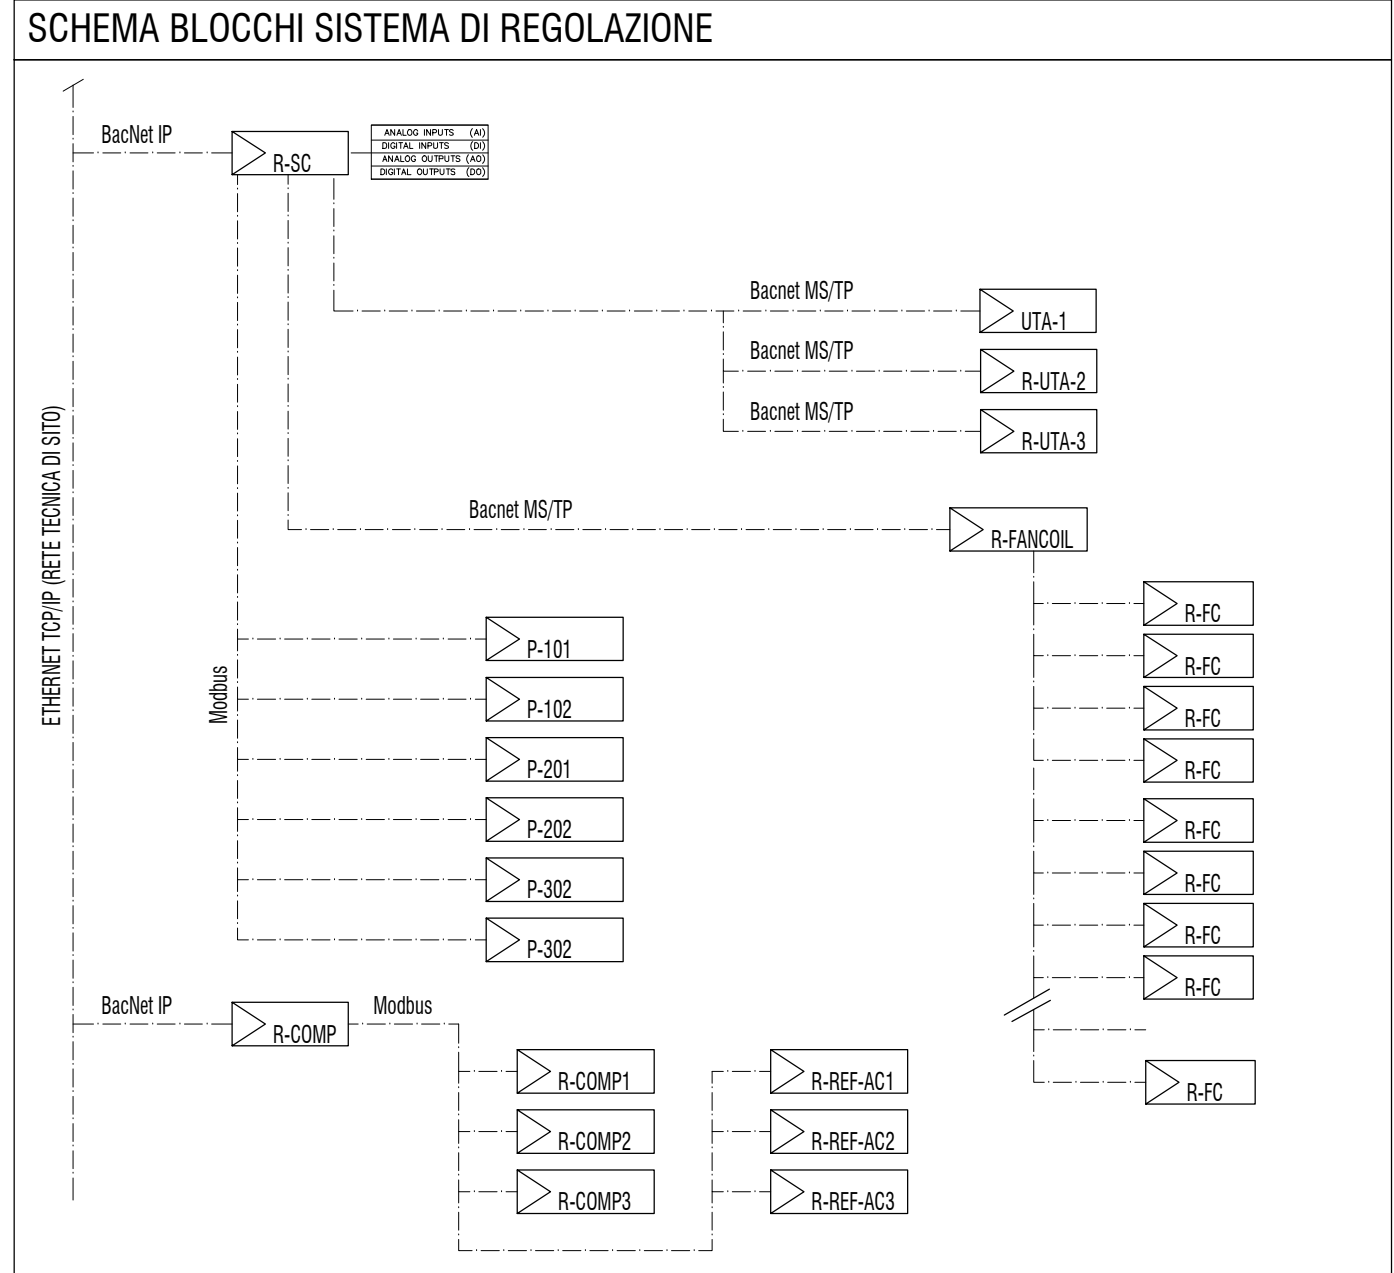 SCHEMA BLOCCHI SISTEMA DI REGOLAZIONE
BacNet IP
R-SC
ANALOG INPUTS (AI)
DIGITAL INPUTS (DI)
ANALOG OUTPUTS (AO)
DIGITAL OUTPUTS (DO)
Bacnet MS/TP
UTA-1
Bacnet MS/TP
R-UTA-2
Bacnet MS/TP
R-UTA-3
ETHERNET TCP/IP (RETE TECNICA DI SITO)
Bacnet MS/TP
R-FANCOIL
R-FC
R-FC
R-FC
R-FC
R-FC
R-FC
R-FC
R-FC
R-FC
Modbus
P-101
P-102
P-201
P-202
P-302
P-302
BacNet IP
R-COMP
Modbus
R-COMP1
R-COMP2
R-COMP3
R-REF-AC1
R-REF-AC2
R-REF-AC3